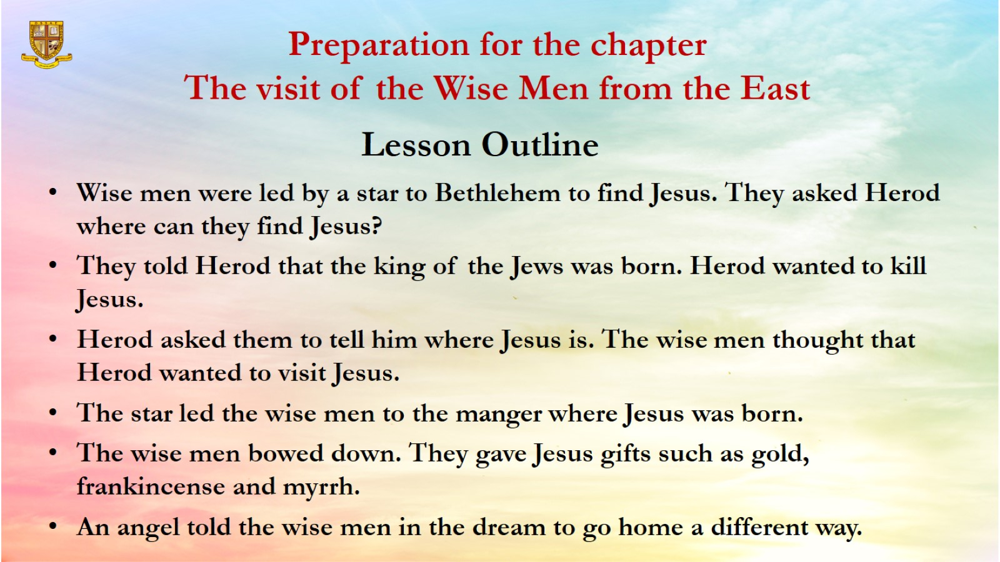 Preparation for the chapter
The visit of the Wise Men from the East
Lesson Outline
• Wise men were led by a star to Bethlehem to find Jesus. They asked Herod
where can they find Jesus?
• They told Herod that the king of the Jews was born. Herod wanted to kill
Jesus.
• Herod asked them to tell him where Jesus is. The wise men thought that
Herod wanted to visit Jesus.
• The star led the wise men to the manger where Jesus was born.
• The wise men bowed down. They gave Jesus gifts such as gold,
frankincense and myrrh.
• An angel told the wise men in the dream to go home a different way.